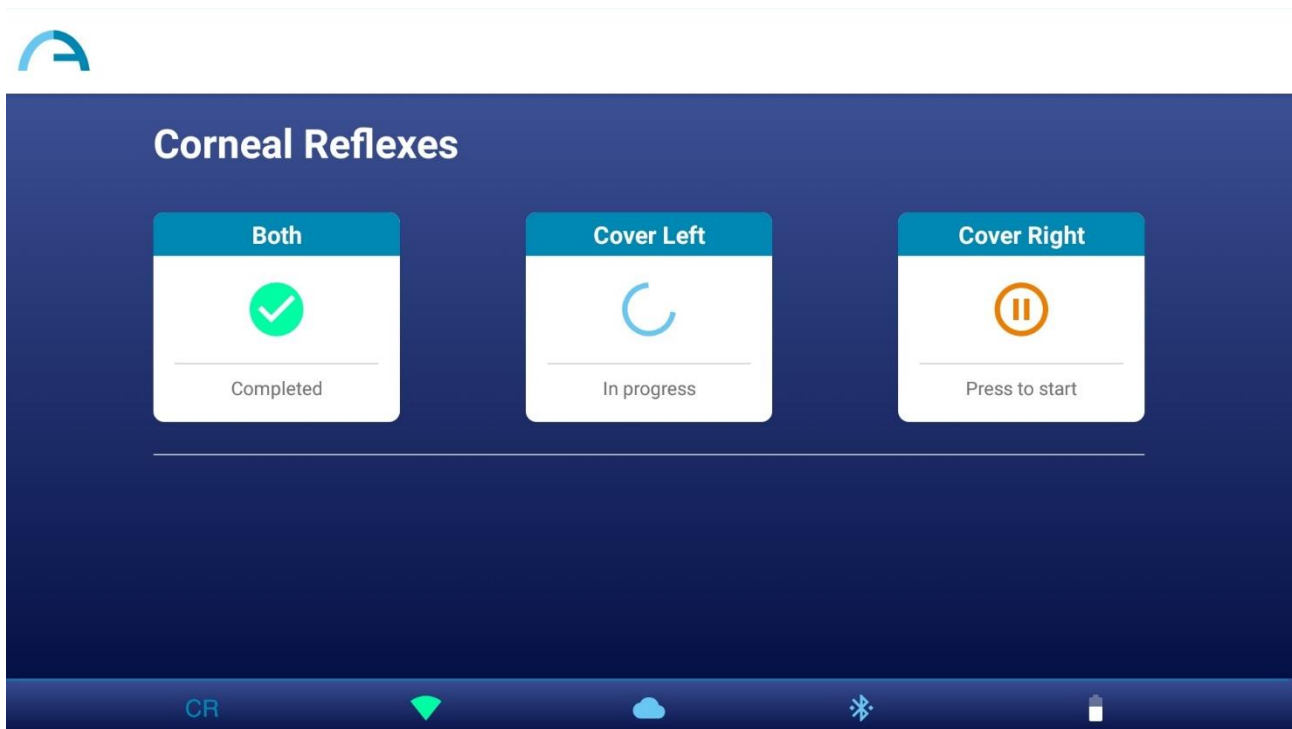 Corneal Reflexes
Both
Cover Left
Cover Right
Completed
In progress
Press to start
CR